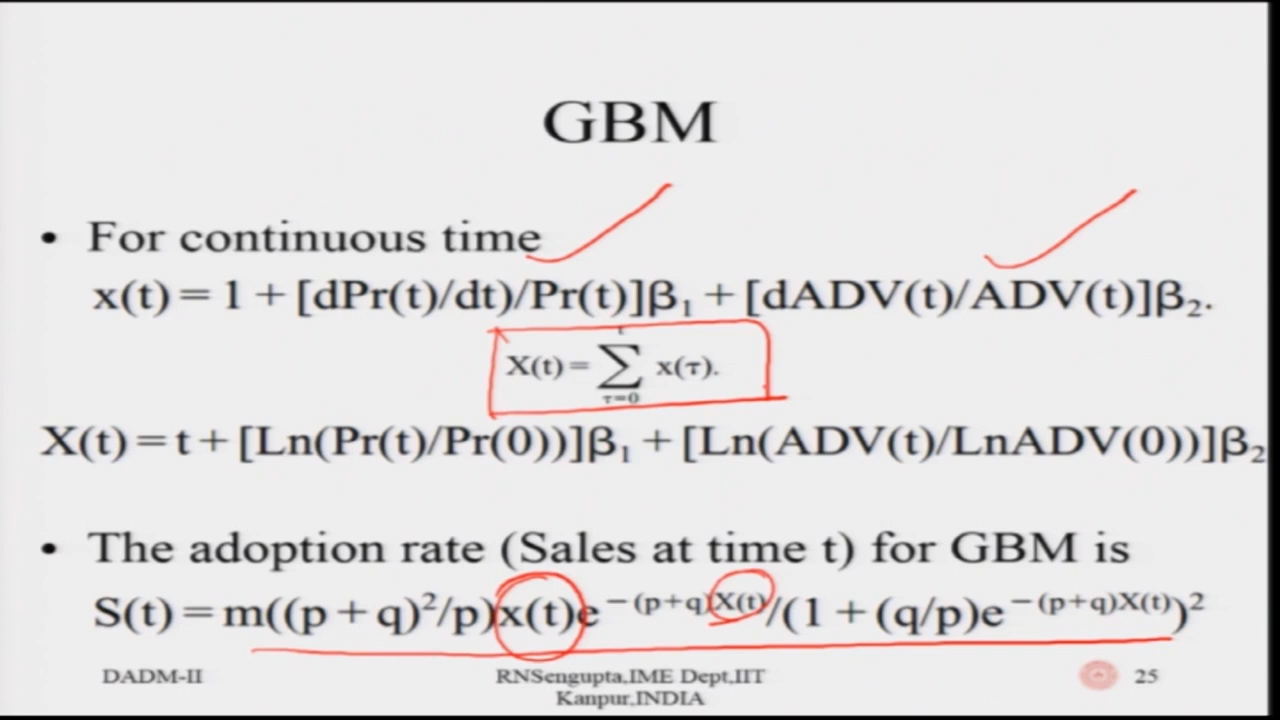 GBM
• For continuous time
x(t) = 1 + [dPr(t)/dt)/Pr(t)]β₁ + [dADV(t)/ADV(t)]β₂.
X(t) = ∑ᵗ τ=0 x(τ).
X(t) = t + [Ln(Pr(t)/Pr(0))]β₁ + [Ln(ADV(t)/LnADV(0))]β₂
• The adoption rate (Sales at time t) for GBM is
S(t) = m((p + q)²/p)x(t)e^−(p+q)X(t)/(1 + (q/p)e^−(p+q)X(t))²
DADM-II
RNSengupta,IME Dept,IIT
Kanpur,INDIA
25